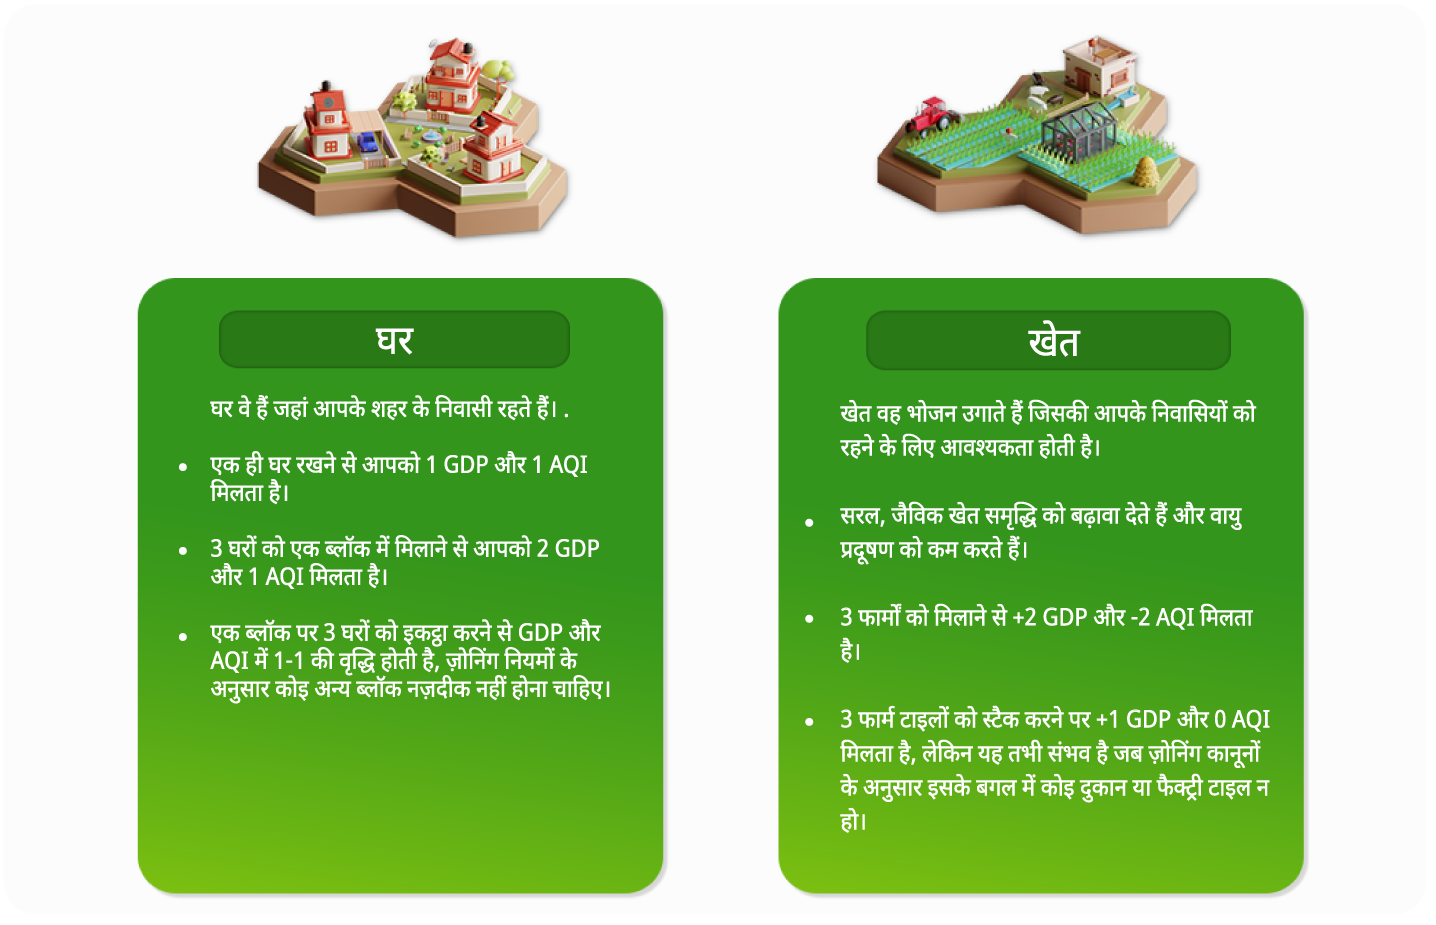 घर
घर वे हैं जहां आपके शहर के निवासी रहते हैं। .
• एक ही घर रखने से आपको 1 GDP और 1 AQI
मिलता है।
• 3 घरों को एक ब्लॉक में मिलाने से आपको 2 GDP
और 1 AQI मिलता है।
• एक ब्लॉक पर 3 घरों को इकट्ठा करने से GDP और
AQI में 1-1 की वृद्धि होती है, ज़ोनिंग नियमों के
अनुसार कोइ अन्य ब्लॉक नज़दीक नहीं होना चाहिए।
खेत
खेत वह भोजन उगाते हैं जिसकी आपके निवासियों को
रहने के लिए आवश्यकता होती है।
• सरल, जैविक खेत समृद्धि को बढ़ावा देते हैं और वायु
प्रदूषण को कम करते हैं।
• 3 फार्मों को मिलाने से +2 GDP और -2 AQI मिलता
है।
• 3 फार्म टाइलों को स्टैक करने पर +1 GDP और 0 AQI
मिलता है, लेकिन यह तभी संभव है जब ज़ोनिंग कानूनों
के अनुसार इसके बगल में कोइ दुकान या फैक्ट्री टाइल न
हो।